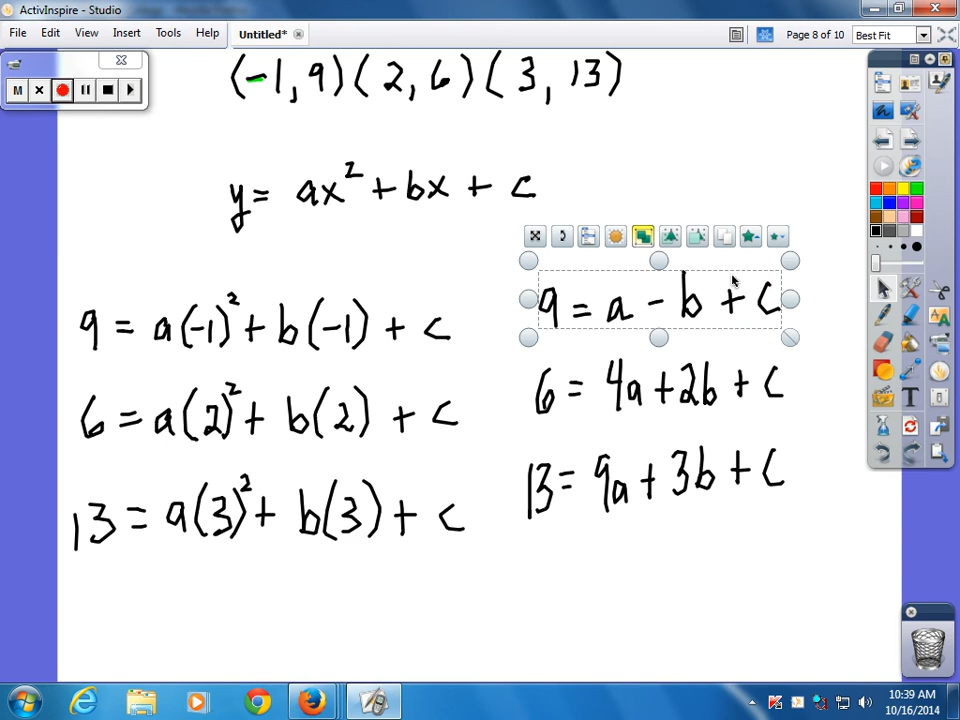 ActivInspire - Studio
File Edit View Insert Tools Help Untitled* Page 8 of 10 Best Fit
M
(-1, 9) (2, 6) (3, 13)
y = ax² + bx + c
9 = a(-1)² + b(-1) + c
6 = a(2)² + b(2) + c
13 = a(3)² + b(3) + c
9 = a - b + c
6 = 4a + 2b + c
13 = 9a + 3b + c
10:39 AM
10/16/2014